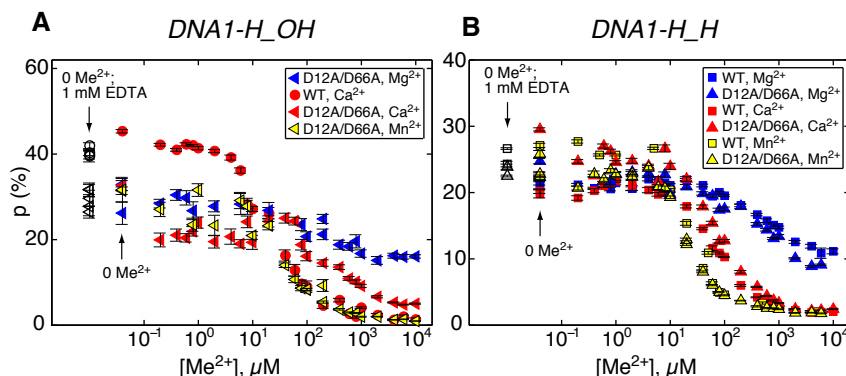 A
DNA1-H_OH
0 Me2+;
1 mM EDTA
D12A/D66A, Mg2+
WT, Ca2+
D12A/D66A, Ca2+
D12A/D66A, Mn2+
0 Me2+
p (%)
60
40
20
0
10⁻¹ 10⁰ 10¹ 10² 10³ 10⁴
[Me2+], μM
B
DNA1-H_H
0 Me2+;
1 mM EDTA
WT, Mg2+
D12A/D66A, Mg2+
WT, Ca2+
D12A/D66A, Ca2+
WT, Mn2+
D12A/D66A, Mn2+
0 Me2+
40
30
20
10
0
10⁻¹ 10⁰ 10¹ 10² 10³ 10⁴
[Me2+], μM